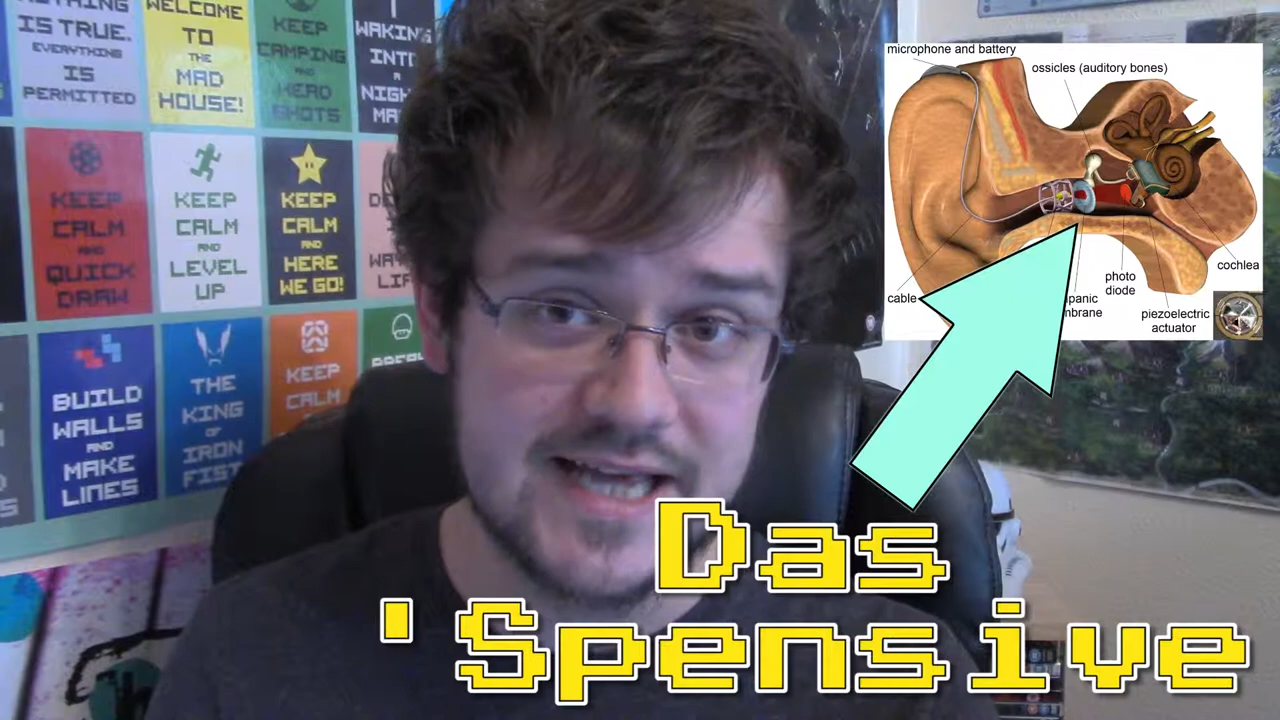 NOTHING
IS TRUE.
EVERYTHING
IS
PERMITTED
WELCOME
TO
THE
MAD
HOUSE!
KEEP
CAMPING
AND
HEAD
SHOTS
WAKING
INTO
A
KEEP
CALM
AND
QUICK
DRAW
KEEP
CALM
AND
LEVEL
UP
KEEP
CALM
AND
HERE
WE GO!
BUILD
WALLS
AND
MAKE
LINES
THE
KING
OF
IRON
FIST
KEEP
CALM
microphone and battery
ossicles (auditory bones)
cochlea
photo
diode
cable
piezoelectric
actuator
Das
'Spensive